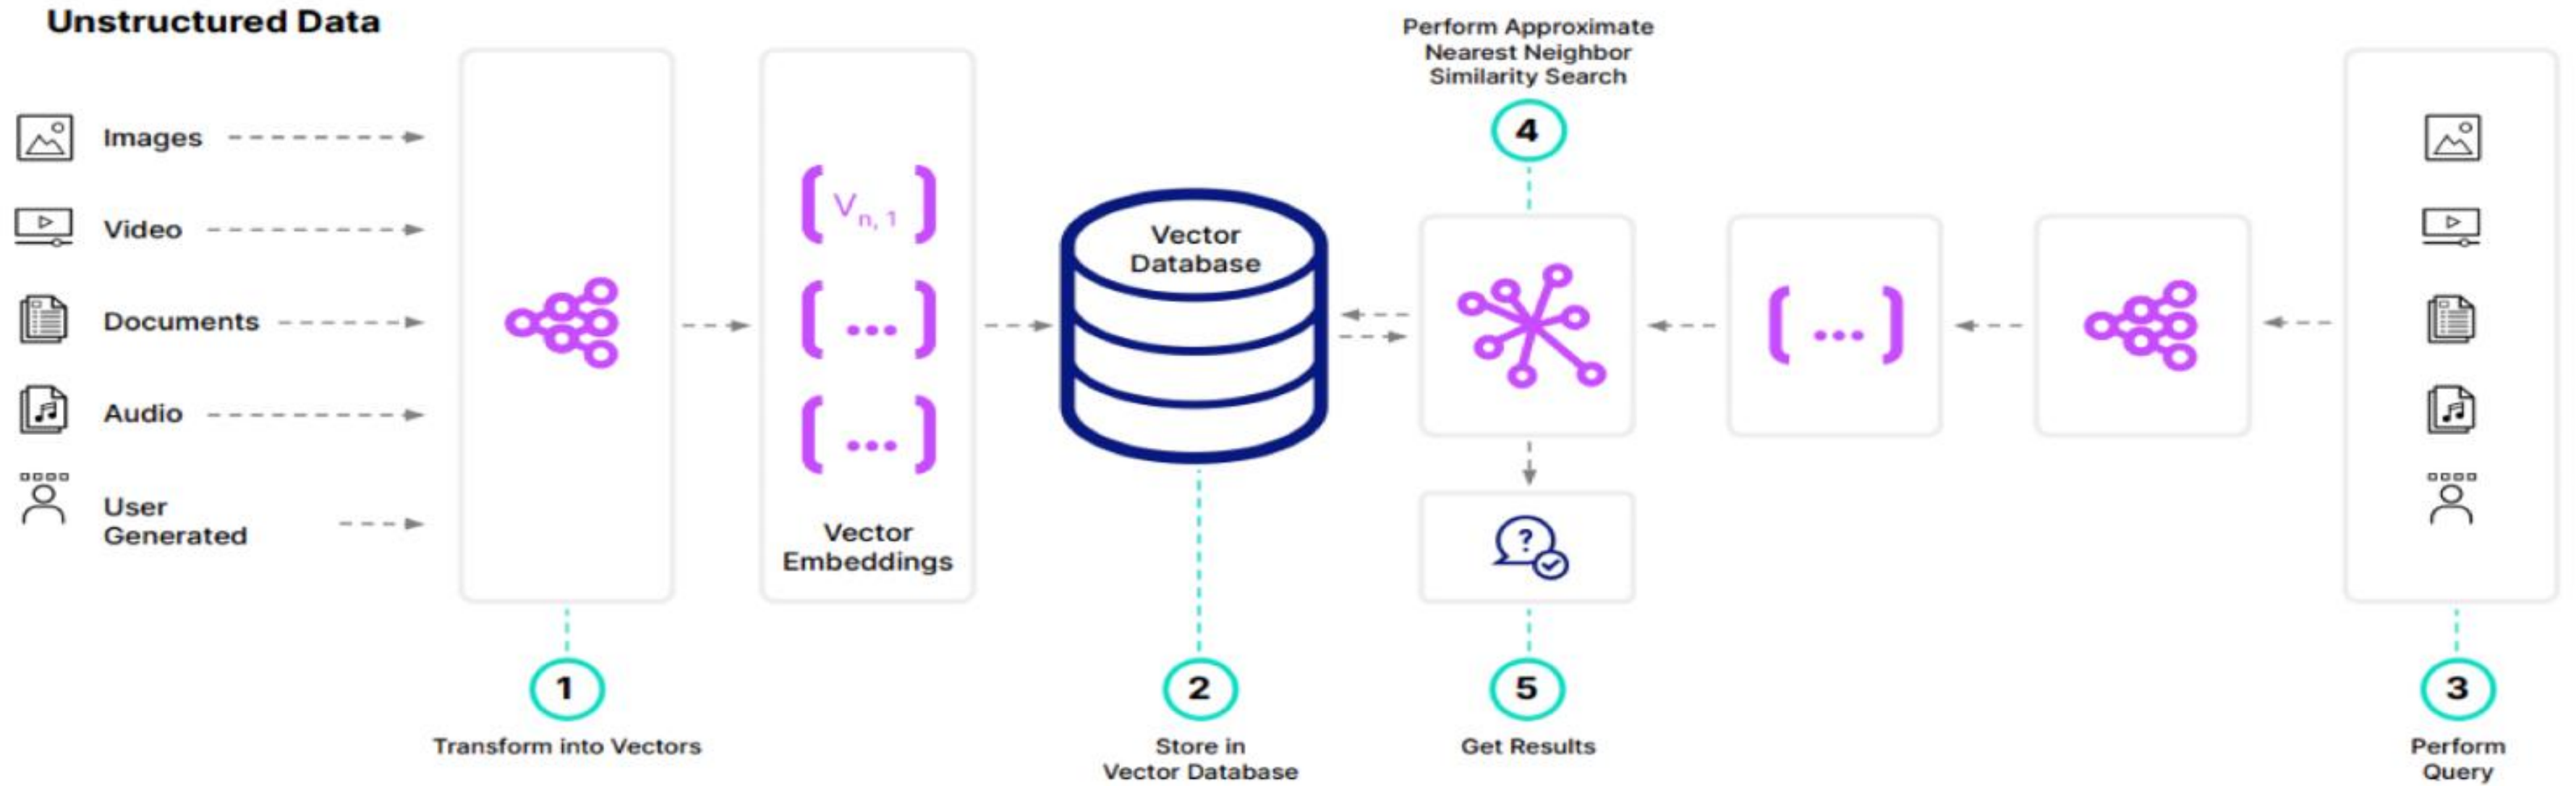 Unstructured Data
Images
Video
Documents
Audio
User
Generated
1
Transform into Vectors
[Vn, 1]
[...]
[...]
Vector
Embeddings
Vector
Database
2
Store in
Vector Database
Perform Approximate
Nearest Neighbor
Similarity Search
4
?
5
Get Results
[...]
3
Perform
Query